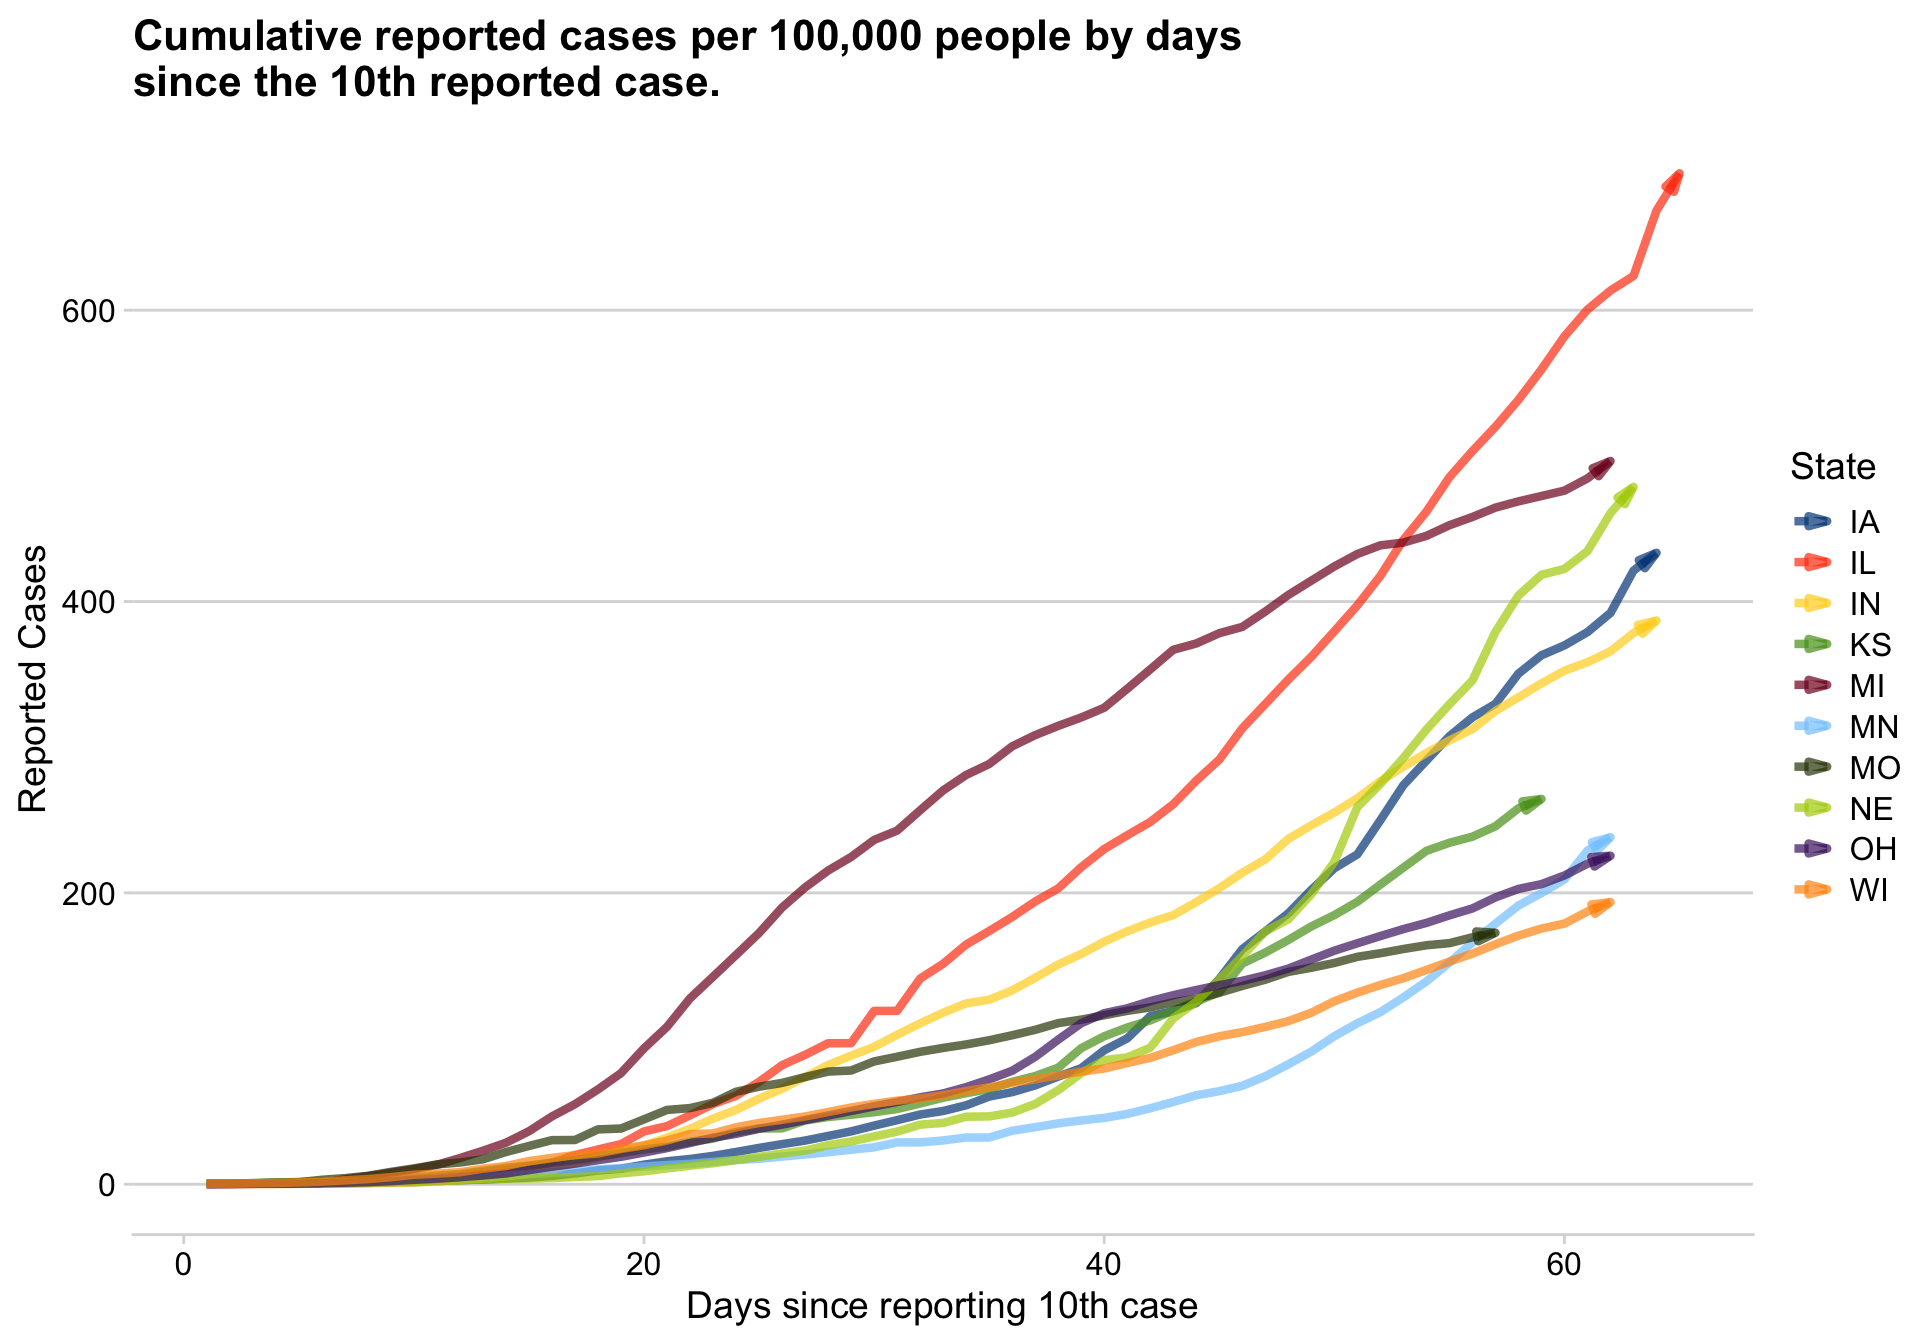 Cumulative reported cases per 100,000 people by days
since the 10th reported case.
Reported Cases
600
400
200
0
0
20
40
60
Days since reporting 10th case
State
IA
IL
IN
KS
MI
MN
MO
NE
OH
WI